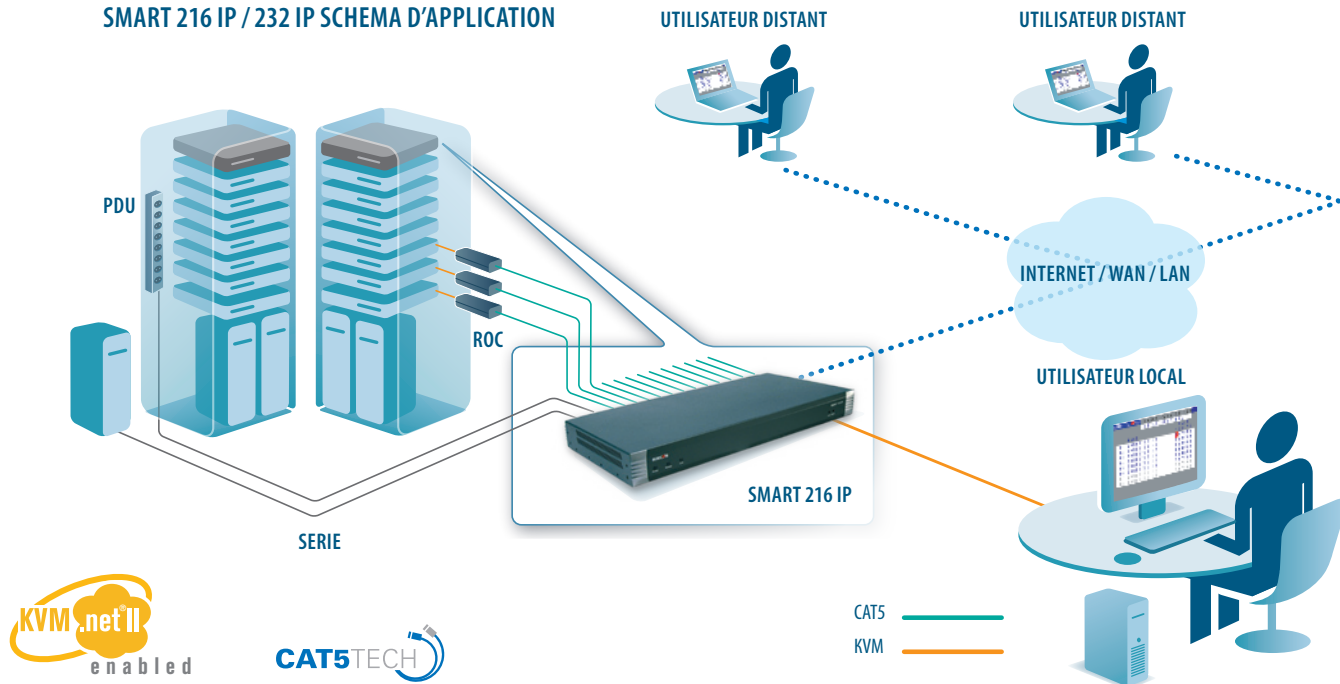 SMART 216 IP / 232 IP SCHEMA D'APPLICATION
UTILISATEUR DISTANT
UTILISATEUR DISTANT
PDU
INTERNET / WAN / LAN
ROC
UTILISATEUR LOCAL
SMART 216 IP
SERIE
KVM.net® II
enabled
CAT5TECH
CAT5
KVM